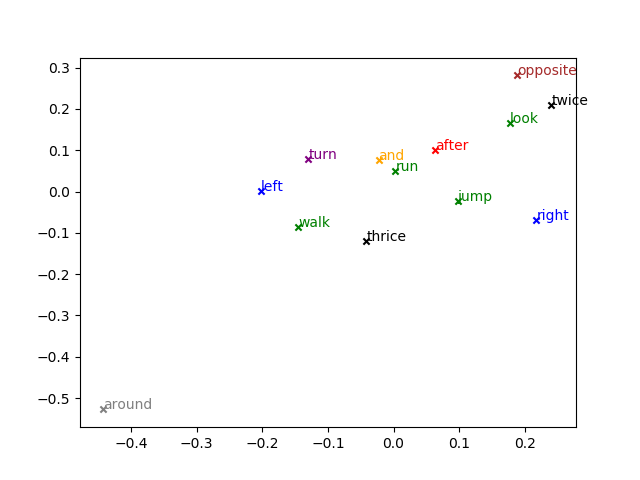 0.3
opposite
0.2
twice
look
0.1
after
turn
and
run
0.0
left
jump
right
walk
−0.1
thrice
−0.2
−0.3
−0.4
−0.5
around
−0.4 −0.3 −0.2 −0.1 0.0 0.1 0.2